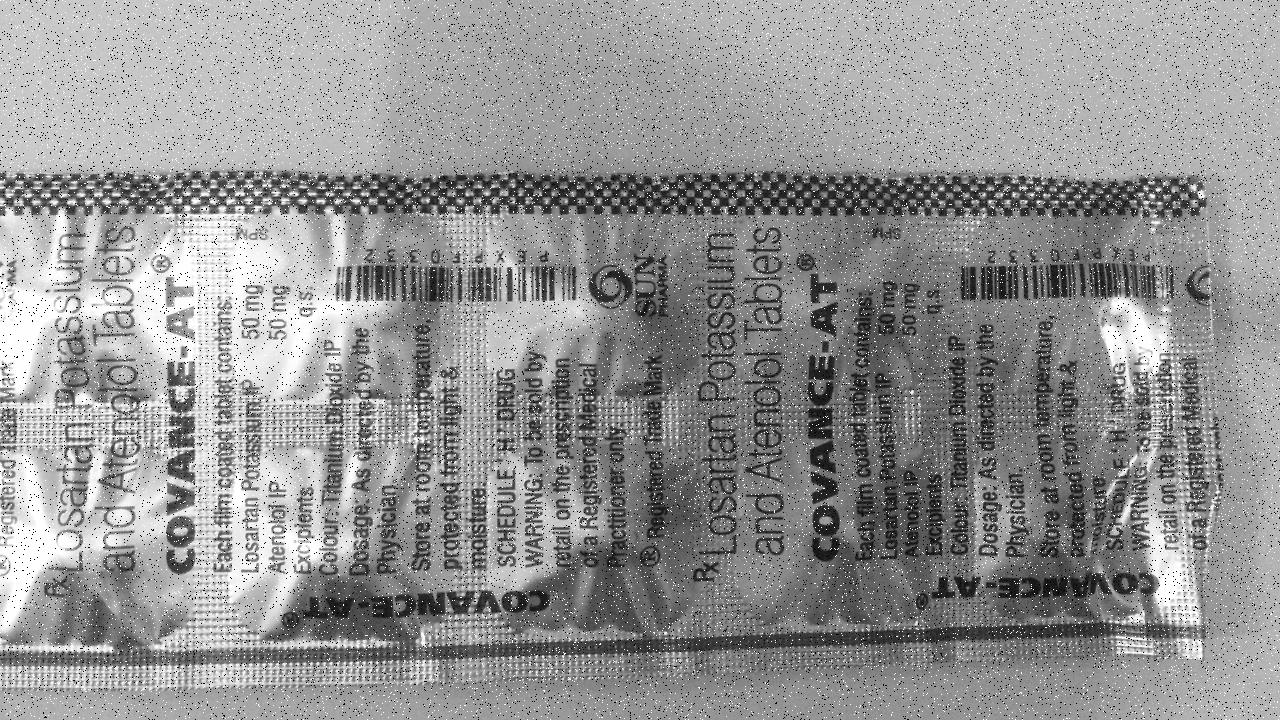 ® Registered Trade Mark
Rx
Losartan Potassium
and Atenolol Tablets
COVANCE-AT®
Each film coated tablet contains:
Losartan Potassium IP 50 mg
Atenolol IP 50 mg
Excipients q.s.
Colour: Titanium Dioxide IP
Dosage: As directed by the
Physician
Store at room temperature,
protected from light &
moisture.
SCHEDULE 'H' DRUG
WARNING: To be sold by
retail on the prescription
of a Registered Medical
Practitioner only.
® Registered Trade Mark
SUN
PHARMA
COVANCE-AT®
Rx
Losartan Potassium
and Atenolol Tablets
COVANCE-AT®
Each film coated tablet contains:
Losartan Potassium IP 50 mg
Atenolol IP 50 mg
Excipients q.s.
Colour: Titanium Dioxide IP
Dosage: As directed by the
Physician
Store at room temperature,
protected from light &
moisture.
SCHEDULE 'H' DRUG
WARNING: To be sold by
retail on the prescription
of a Registered Medical
COVANCE-AT®